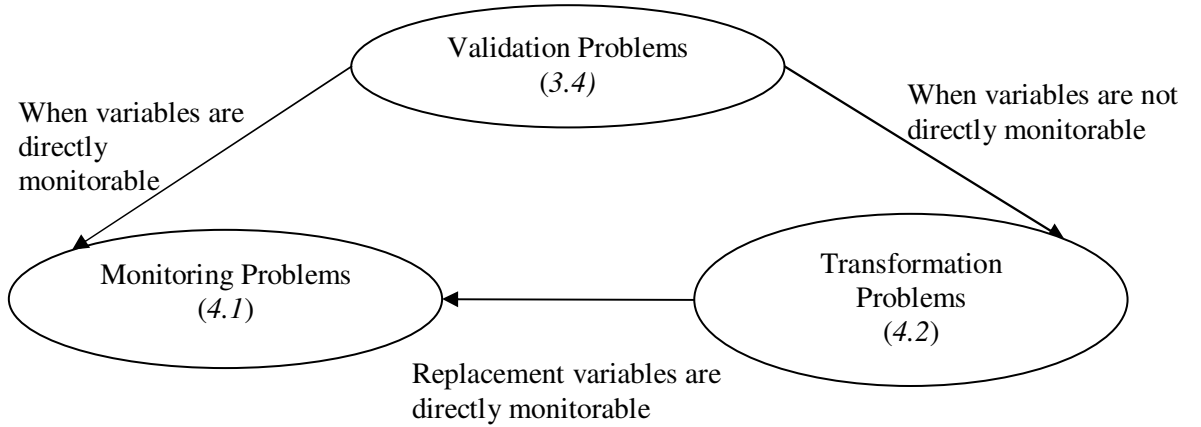 Validation Problems
(3.4)
When variables are
directly
monitorable
When variables are not
directly monitorable
Monitoring Problems
(4.1)
Transformation
Problems
(4.2)
Replacement variables are
directly monitorable